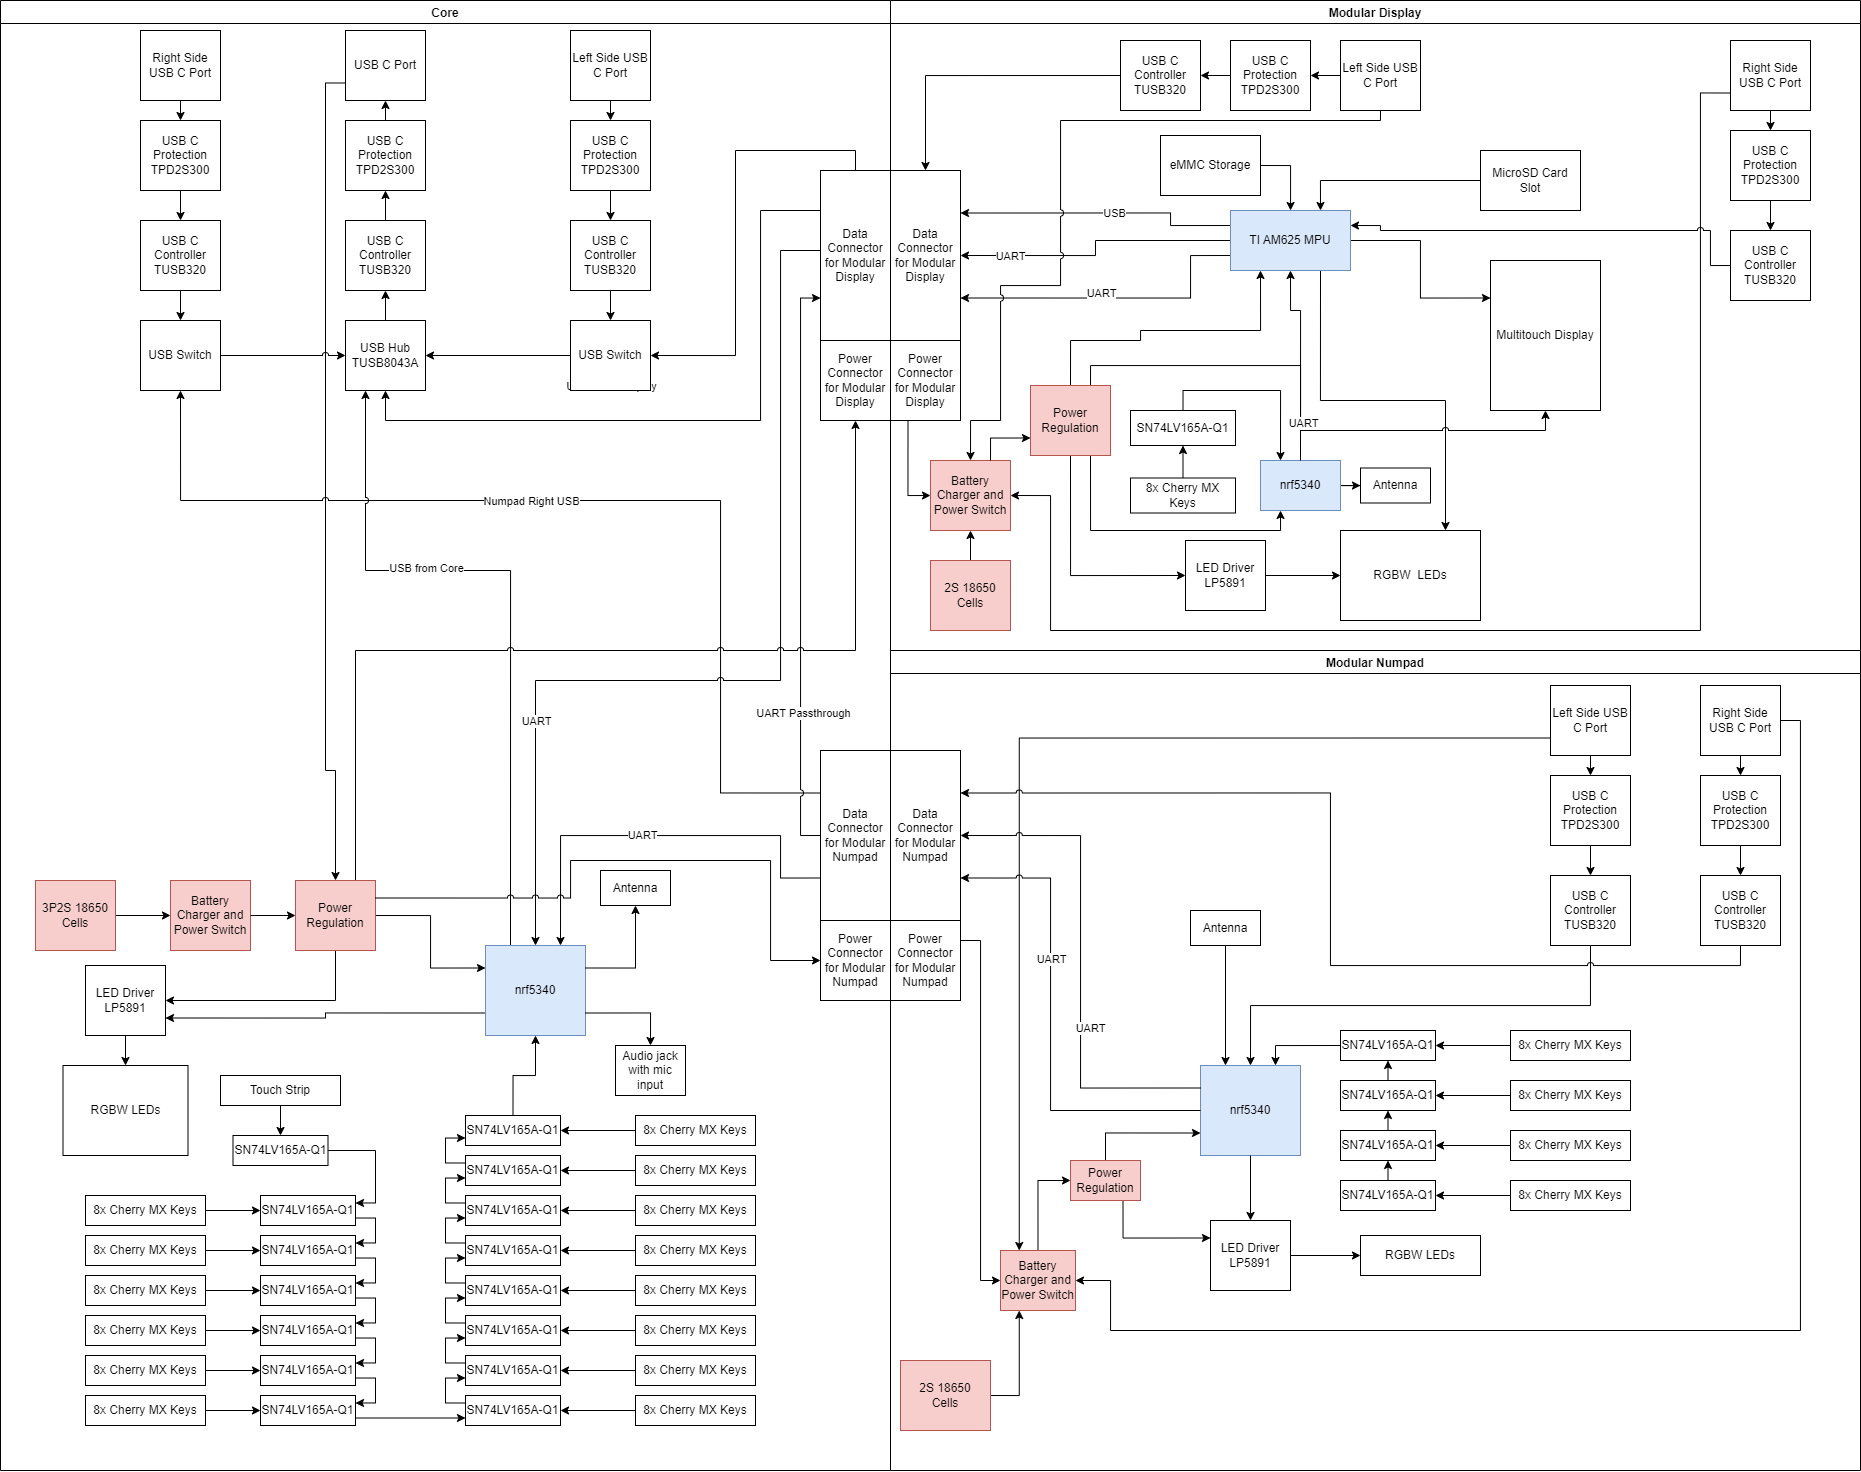 Core
Modular Display
Right Side
USB C Port
USB C Port
Left Side USB
C Port
USB C
Protection
TPD2S300
USB C
Protection
TPD2S300
USB C
Protection
TPD2S300
USB C
Controller
TUSB320
USB C
Controller
TUSB320
USB C
Controller
TUSB320
USB Switch
USB Hub
TUSB8043A
USB Switch
Data
Connector
for Modular
Display
Data
Connector
for Modular
Display
Power
Connector
for Modular
Display
Power
Connector
for Modular
Display
USB C
Controller
TUSB320
USB C
Protection
TPD2S300
Left Side USB
C Port
Right Side
USB C Port
eMMC Storage
MicroSD Card
Slot
USB C
Protection
TPD2S300
USB
TI AM625 MPU
UART
USB C
Controller
TUSB320
UART
Multitouch Display
Power
Regulation
SN74LV165A-Q1
UART
Battery
Charger and
Power Switch
8x Cherry MX
Keys
nrf5340
Antenna
2S 18650
Cells
LED Driver
LP5891
RGBW  LEDs
Numpad Right USB
USB from Core
UART
UART Passthrough
Modular Numpad
Left Side USB
C Port
Right Side
USB C Port
USB C
Protection
TPD2S300
USB C
Protection
TPD2S300
USB C
Controller
TUSB320
USB C
Controller
TUSB320
Data
Connector
for Modular
Numpad
Data
Connector
for Modular
Numpad
Power
Connector
for Modular
Numpad
Power
Connector
for Modular
Numpad
UART
3P2S 18650
Cells
Battery
Charger and
Power Switch
Power
Regulation
Antenna
nrf5340
LED Driver
LP5891
RGBW LEDs
Audio jack
with mic
input
Touch Strip
SN74LV165A-Q1
SN74LV165A-Q1
8x Cherry MX Keys
SN74LV165A-Q1
8x Cherry MX Keys
8x Cherry MX Keys
SN74LV165A-Q1
SN74LV165A-Q1
8x Cherry MX Keys
8x Cherry MX Keys
SN74LV165A-Q1
SN74LV165A-Q1
8x Cherry MX Keys
8x Cherry MX Keys
SN74LV165A-Q1
SN74LV165A-Q1
8x Cherry MX Keys
8x Cherry MX Keys
SN74LV165A-Q1
SN74LV165A-Q1
8x Cherry MX Keys
8x Cherry MX Keys
SN74LV165A-Q1
SN74LV165A-Q1
8x Cherry MX Keys
8x Cherry MX Keys
SN74LV165A-Q1
SN74LV165A-Q1
8x Cherry MX Keys
Antenna
UART
UART
nrf5340
SN74LV165A-Q1
8x Cherry MX Keys
SN74LV165A-Q1
8x Cherry MX Keys
SN74LV165A-Q1
8x Cherry MX Keys
SN74LV165A-Q1
8x Cherry MX Keys
Power
Regulation
Battery
Charger and
Power Switch
LED Driver
LP5891
RGBW LEDs
2S 18650
Cells